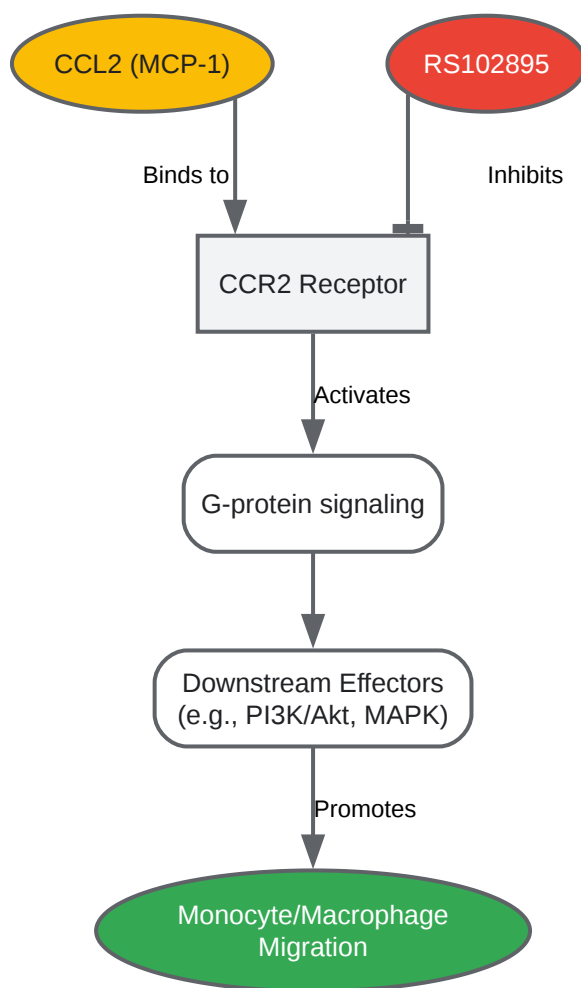 CCL2 (MCP-1)
RS102895
Binds to
Inhibits
CCR2 Receptor
Activates
G-protein signaling
Downstream Effectors
(e.g., PI3K/Akt, MAPK)
Promotes
Monocyte/Macrophage
Migration